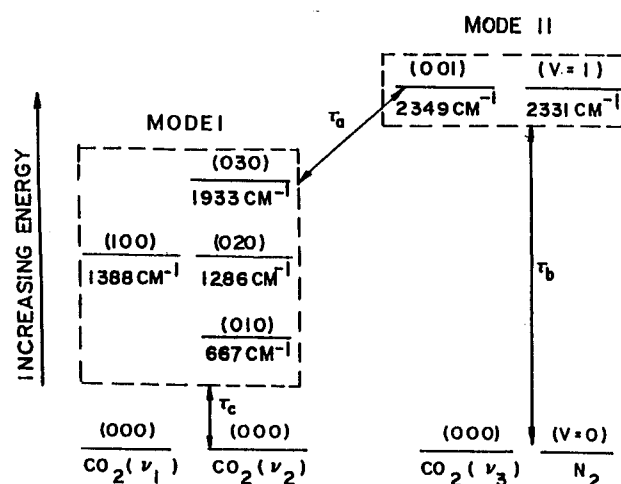 MODE II
(001) (V=1)
2349 CM⁻¹ 2331 CM⁻¹
τa
MODE I
(030)
1933 CM⁻¹
(100) (020)
1388 CM⁻¹ 1286 CM⁻¹
(010)
667 CM⁻¹
INCREASING ENERGY
τb
τc
(000) (000) (000) (V=0)
CO₂(ν₁) CO₂(ν₂) CO₂(ν₃) N₂